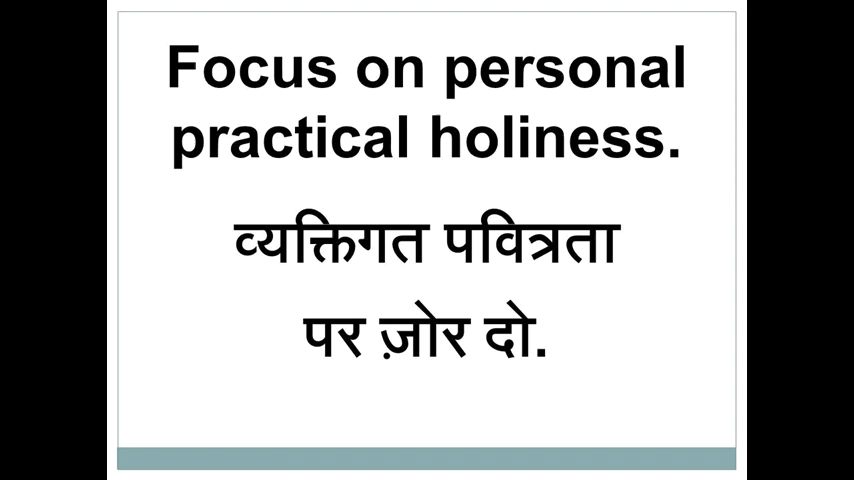 Focus on personal
practical holiness.
व्यक्तिगत पवित्रता
पर ज़ोर दो.